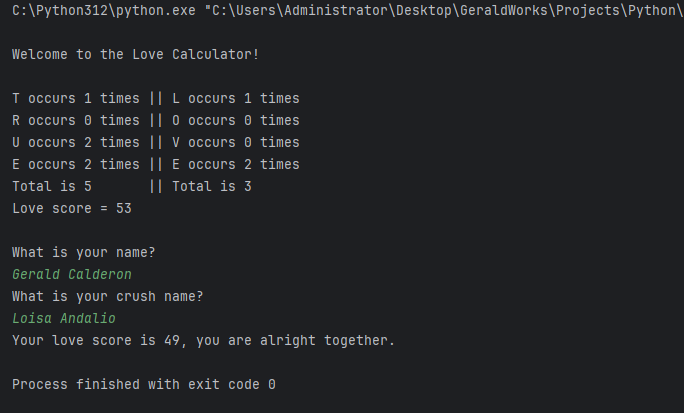 C:\Python312\python.exe "C:\Users\Administrator\Desktop\GeraldWorks\Projects\Python\
Welcome to the Love Calculator!
T occurs 1 times || L occurs 1 times
R occurs 0 times || O occurs 0 times
U occurs 2 times || V occurs 0 times
E occurs 2 times || E occurs 2 times
Total is 5       || Total is 3
Love score = 53
What is your name?
Gerald Calderon
What is your crush name?
Loisa Andalio
Your love score is 49, you are alright together.
Process finished with exit code 0